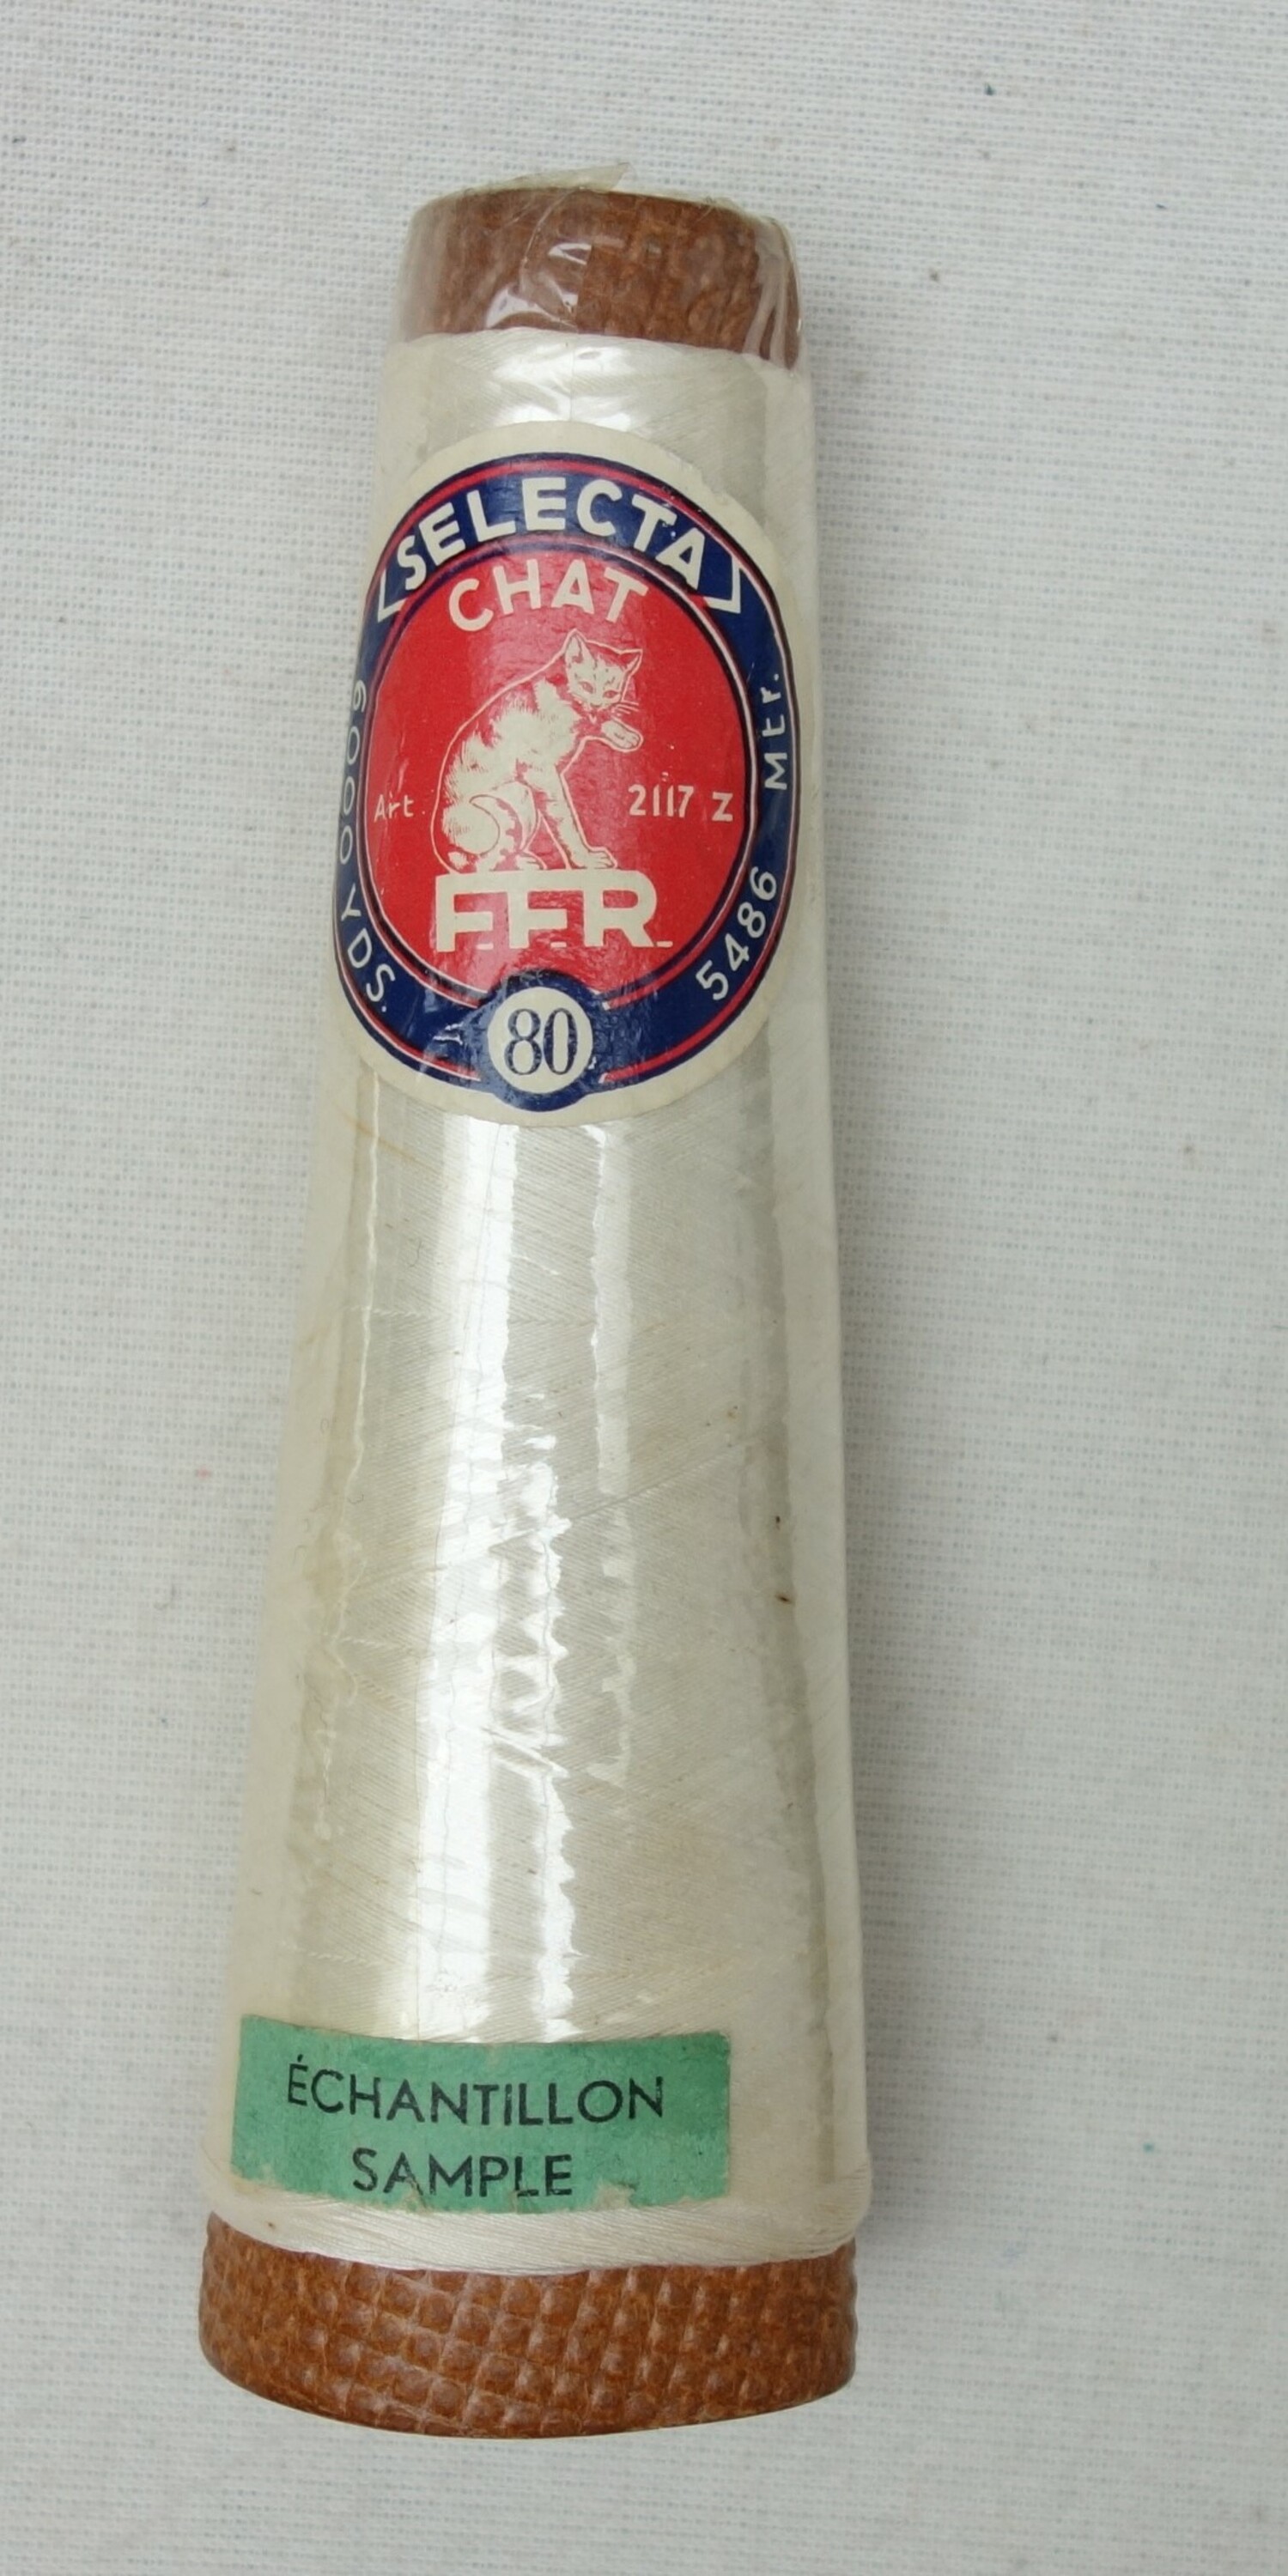 SELECTA
CHAT
Art. 2117 Z
F.F.R.
6000 YDS.
5486 Mtr.
80
ÉCHANTILLON
SAMPLE